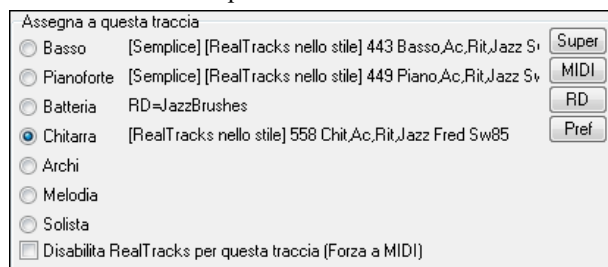 Assegna a questa traccia
Basso [Semplice] [RealTracks nello stile] 443 Basso,Ac,Rit,Jazz Super
Pianoforte [Semplice] [RealTracks nello stile] 449 Piano,Ac,Rit,Jazz MIDI
Batteria RD=JazzBrushes RD
Chitarra [RealTracks nello stile] 558 Chit,Ac,Rit,Jazz Fred Sw85 Pref
Archi
Melodia
Solista
Disabilita RealTracks per questa traccia (Forza a MIDI)